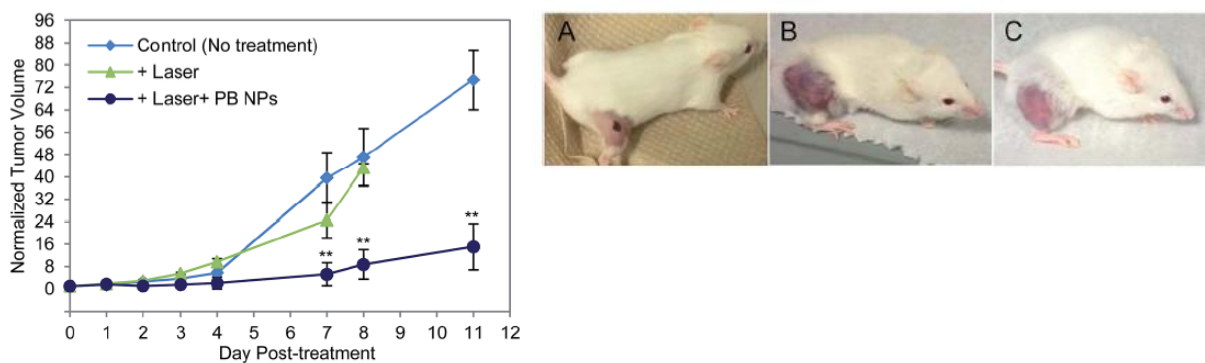 96
88
80
72
64
56
48
40
32
24
16
8
0
Normalized Tumor Volume
Control (No treatment)
+ Laser
+ Laser+ PB NPs
**
**
**
0 1 2 3 4 5 6 7 8 9 10 11 12
Day Post-treatment
A
B
C